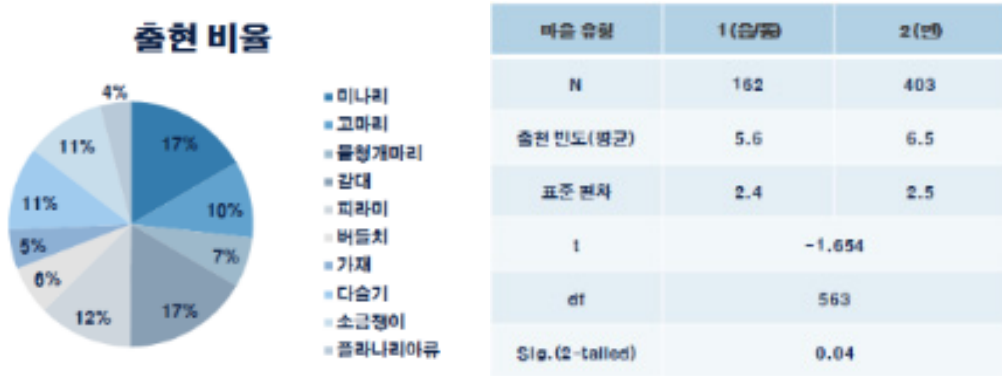 출현 비율
4%
17%
10%
7%
17%
12%
6%
5%
11%
11%
미나리
고마리
물청개마리
갈대
피라미
버들치
가재
다슬기
소금쟁이
플라나리아류
마을 유형 1(읍/동) 2(면)
N 162 403
출현 빈도(평균) 5.6 6.5
표준 편차 2.4 2.5
t -1.654
df 563
Sig.(2-tailed) 0.04